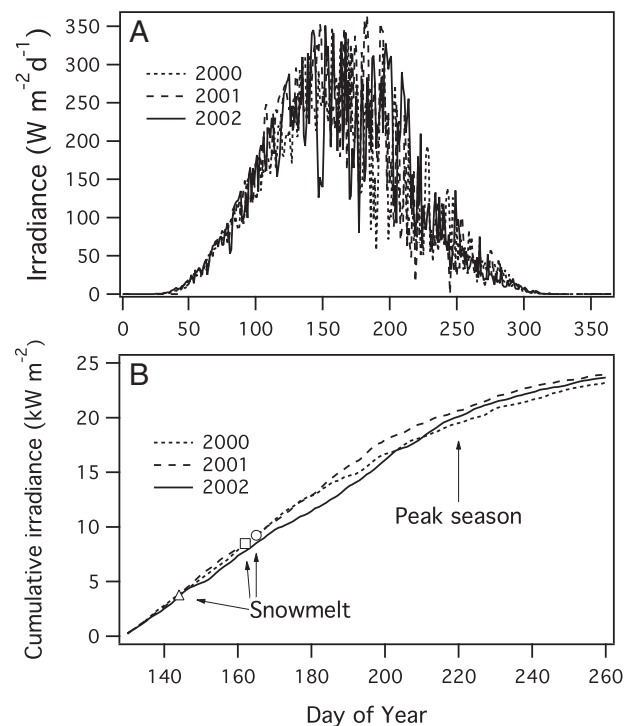 A
Irradiance (W m-2 d-1)
350
300
250
200
150
100
50
0
2000
2001
2002
0 50 100 150 200 250 300 350
B
Cumulative irradiance (kW m-2)
25
20
15
10
5
0
2000
2001
2002
Peak season
Snowmelt
140 160 180 200 220 240 260
Day of Year